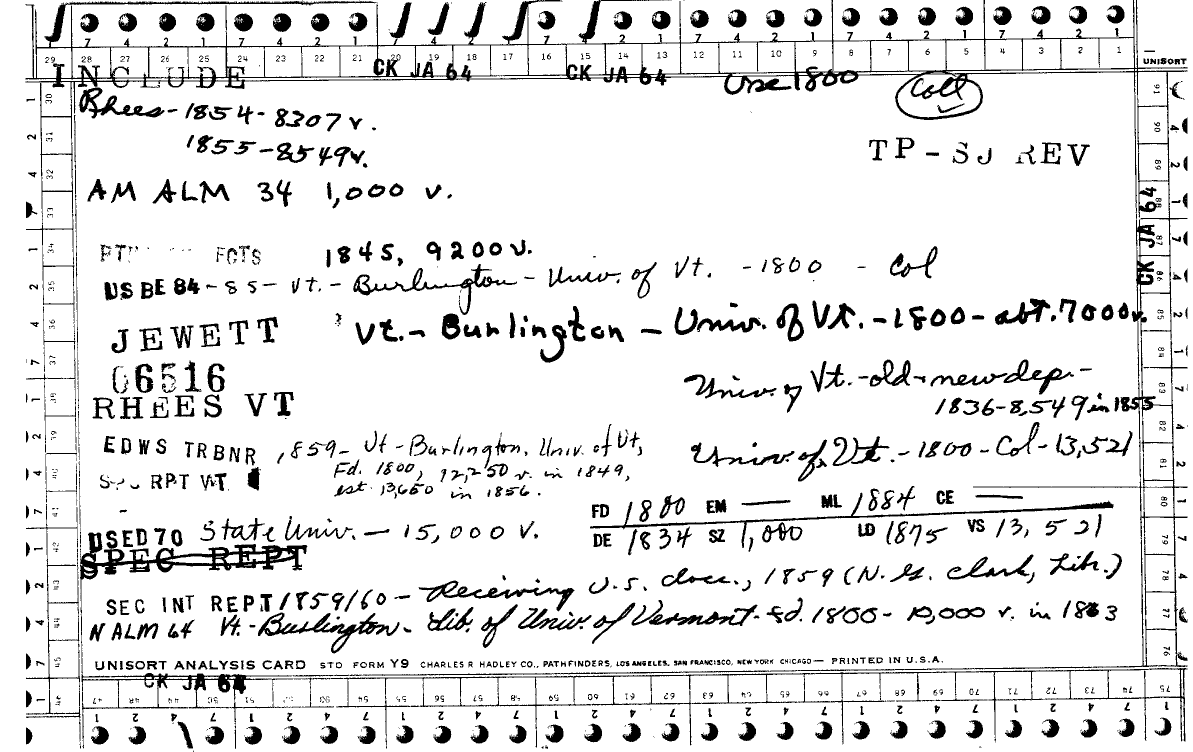 INCLUDE CK JA 64 CK JA 64 Use 1800 Coll
UNISORT
Rhees - 1854 - 8307 v.
1855 - 8549 v.
TP - SJ REV
AM ALM 34 1,000 v.
CK JA 64
FCTS 1845, 9200 v.
US BE 84 - 85 - Vt. - Burlington - Univ. of Vt. - 1800 - Col
JEWETT Vt. - Burlington - Univ. of Vt. - 1800 - abt. 7000 v.
06516
Univ. of Vt. - old & new dep. -
1836 - 8,549 in 1855
RHEES VT
EDWS TRBNR 1859 - Vt - Burlington, Univ. of Vt,
Fd. 1800, 12,250 v. in 1849,
est. 13,650 in 1856.
Univ. of Vt. - 1800 - Col - 13,521
RPT VT
FD 1800 EM — ML 1884 CE —
DE 1834 SZ 1,000 LD 1875 VS 13,521
USED 70 State Univ. - 15,000 v.
SPEC REPT
SEC INT REPT 1859/60 - Receiving U.S. docs., 1859 (N. G. Clark, Libr.)
N ALM 64 Vt. - Burlington - Lib. of Univ. of Vermont - fd. 1800 - 10,000 v. in 1863
UNISORT ANALYSIS CARD STD FORM Y9 CHARLES R HADLEY CO., PATHFINDERS, LOS ANGELES, SAN FRANCISCO, NEW YORK CHICAGO — PRINTED IN U.S.A.
CK JA 64